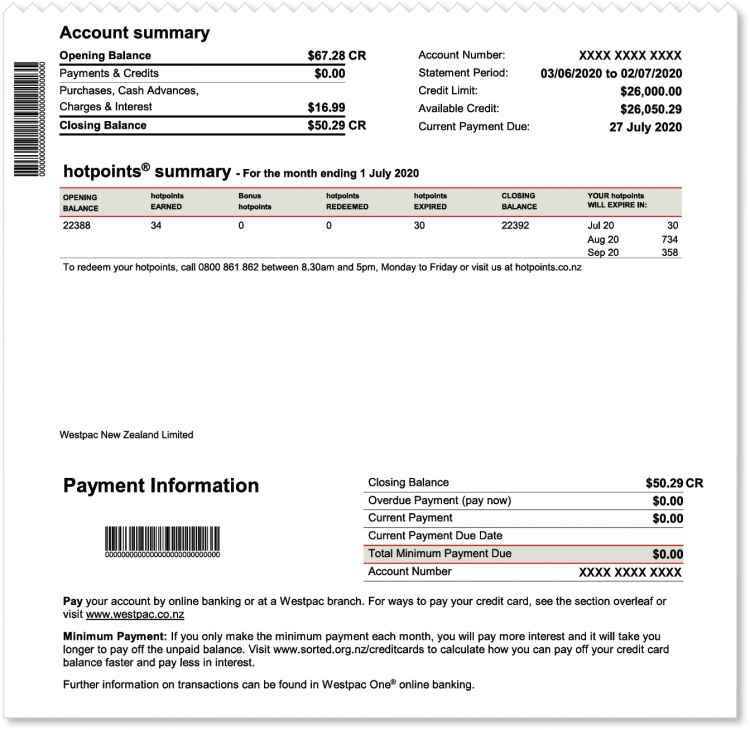 Account summary
Opening Balance $67.28 CR
Payments & Credits $0.00
Purchases, Cash Advances,
Charges & Interest $16.99
Closing Balance $50.29 CR
Account Number: XXXX XXXX XXXX
Statement Period: 03/06/2020 to 02/07/2020
Credit Limit: $26,000.00
Available Credit: $26,050.29
Current Payment Due: 27 July 2020
00000000000000000000000000
hotpoints® summary - For the month ending 1 July 2020
OPENING BALANCE hotpoints EARNED Bonus hotpoints hotpoints REDEEMED hotpoints EXPIRED CLOSING BALANCE YOUR hotpoints WILL EXPIRE IN:
22388 34 0 0 30 22392 Jul 20 30
Aug 20 734
Sep 20 358
To redeem your hotpoints, call 0800 861 862 between 8.30am and 5pm, Monday to Friday or visit us at hotpoints.co.nz
Westpac New Zealand Limited
Payment Information
00000000000000000000000000
Closing Balance $50.29 CR
Overdue Payment (pay now) $0.00
Current Payment $0.00
Current Payment Due Date
Total Minimum Payment Due $0.00
Account Number XXXX XXXX XXXX
Pay your account by online banking or at a Westpac branch. For ways to pay your credit card, see the section overleaf or
visit www.westpac.co.nz
Minimum Payment: If you only make the minimum payment each month, you will pay more interest and it will take you
longer to pay off the unpaid balance. Visit www.sorted.org.nz/creditcards to calculate how you can pay off your credit card
balance faster and pay less in interest.
Further information on transactions can be found in Westpac One® online banking.